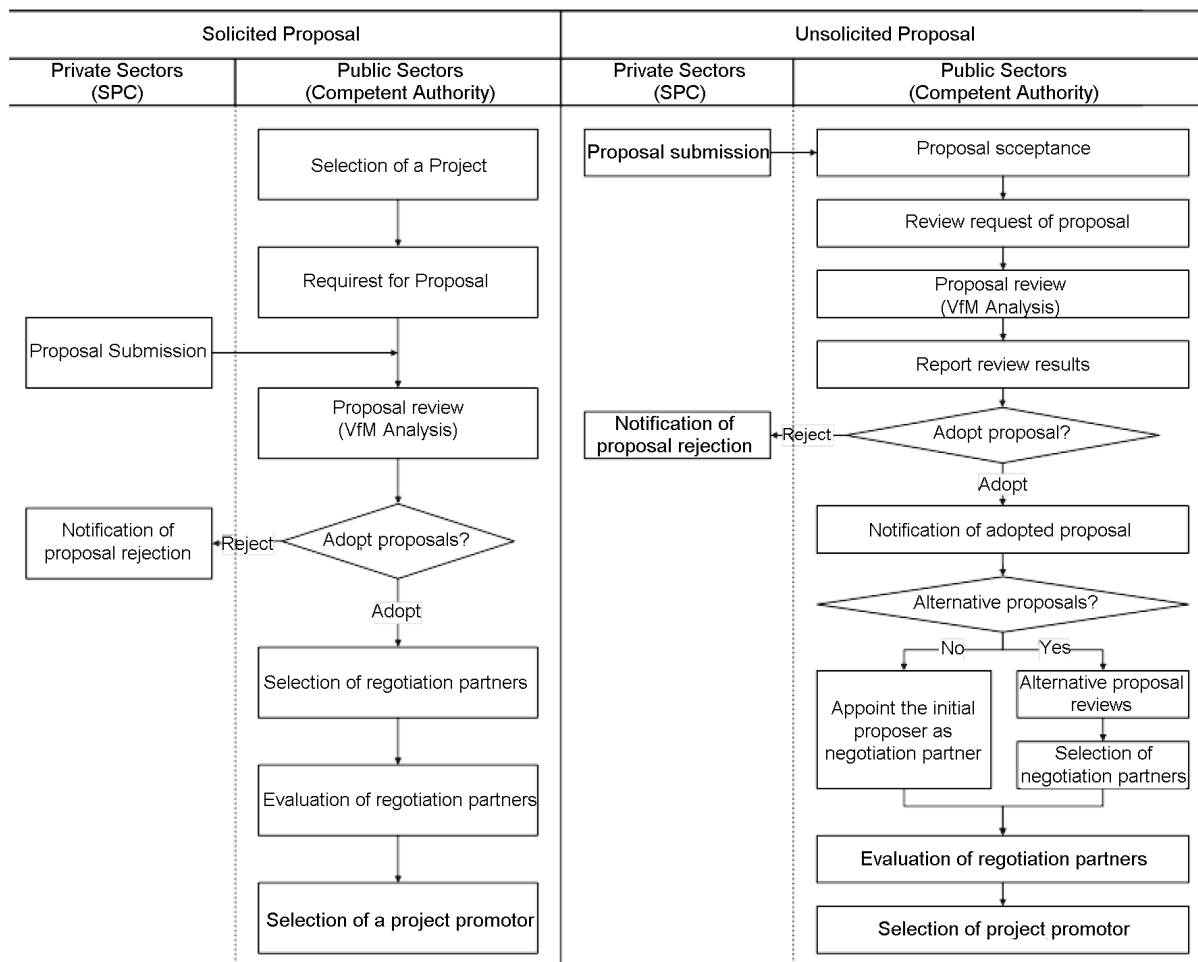 Solicited Proposal
Unsolicited Proposal
Private Sectors
(SPC)
Public Sectors
(Competent Authority)
Private Sectors
(SPC)
Public Sectors
(Competent Authority)
Selection of a Project
Requirest for Proposal
Proposal Submission
Proposal review
(VfM Analysis)
Adopt proposals?
Reject
Notification of
proposal rejection
Adopt
Selection of regotiation partners
Evaluation of regotiation partners
Selection of a project promotor
Proposal submission
Proposal scceptance
Review request of proposal
Proposal review
(VfM Analysis)
Report review results
Adopt proposal?
Reject
Notification of
proposal rejection
Adopt
Notification of adopted proposal
Alternative proposals?
No
Yes
Appoint the initial
proposer as
negotiation partner
Alternative proposal
reviews
Selection of
negotiation partners
Evaluation of regotiation partners
Selection of project promotor